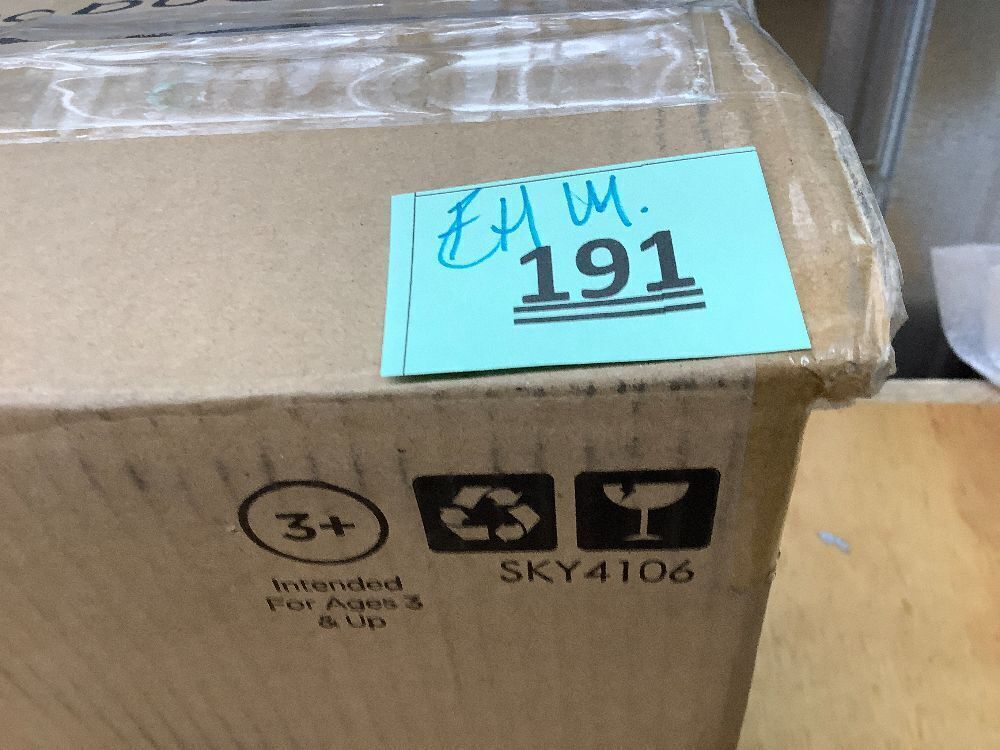 EH M.
191
3+
Intended
For Ages 3
& Up
SKY4106